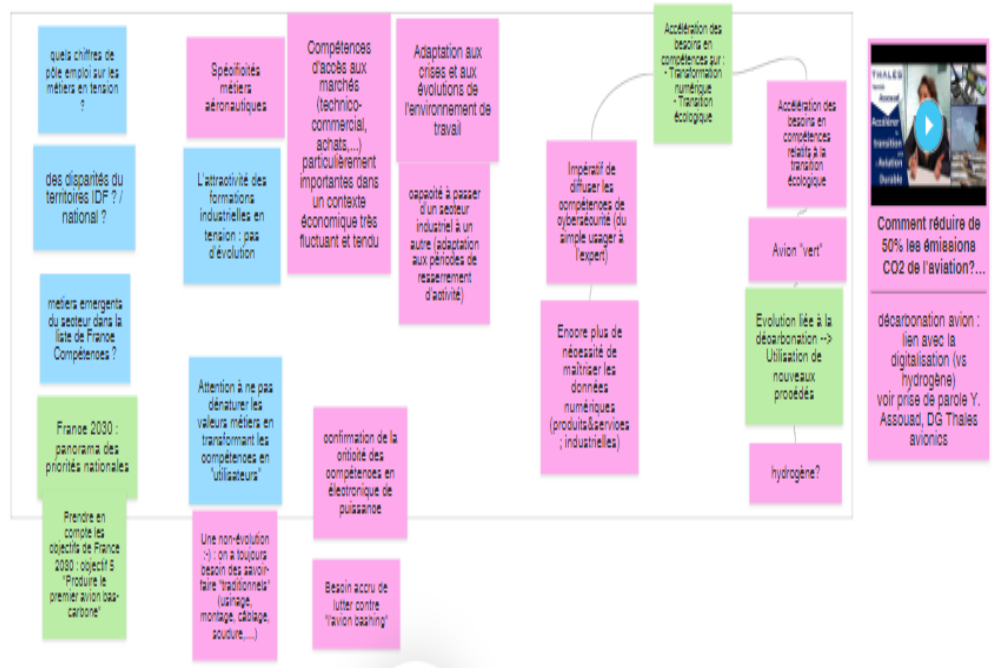 quels chiffres de
pôle emploi sur les
métiers en tension
?
des disparités du
territoires IDF ? /
national ?
metiers emergents
du secteur dans la
liste de France
Compétences ?
France 2030 :
panorama des
priorités nationales
Prendre en
compte les
objectifs de France
2030 : objectif 5
"Produire le
premier avion bas-
carbone"
Spécificités
métiers
aéronautiques
L'attractivité des
formations
industrielles en
tension : pas
d'évolution
Attention à ne pas
dénaturer les
valeurs métiers en
transformant les
compétences en
"utilisateurs"
Une non-évolution
:-) : on a toujours
besoin des savoir-
faire "traditionnels"
(usinage,
montage, câblage,
soudure,...)
Compétences
d'accès aux
marchés
(technico-
commercial,
achats,...)
particulièrement
importantes dans
un contexte
économique très
fluctuant et tendu
confirmation de la
criticité des
compétences en
électronique de
puissance
Besoin accru de
lutter contre
"l'avion bashing"
Adaptation aux
crises et aux
évolutions de
l'environnement de
travail
capacité à passer
d'un secteur
industriel à un
autre (adaptation
aux périodes de
resserrement
d'activité)
Impératif de
diffuser les
compétences de
cybersécurité (du
simple usager à
l'expert)
Encore plus de
nécessité de
maîtriser les
données
numériques
(produits&services
; industrielles)
Accélération des
besoins en
compétences sur :
- Transformation
numérique
- Transition
écologique
Accélération des
besoins en
compétences
relatifs à la
transition
écologique
Avion "vert"
Evolution liée à la
décarbonation -->
Utilisation de
nouveaux
procédés
hydrogène?
THALES
Assouad
Accélérer
la
transition
Aviation
Durable
Comment réduire de
50% les émissions
CO2 de l'aviation?...
décarbonation avion :
lien avec la
digitalisation (vs
hydrogène)
voir prise de parole Y.
Assouad, DG Thales
avionics